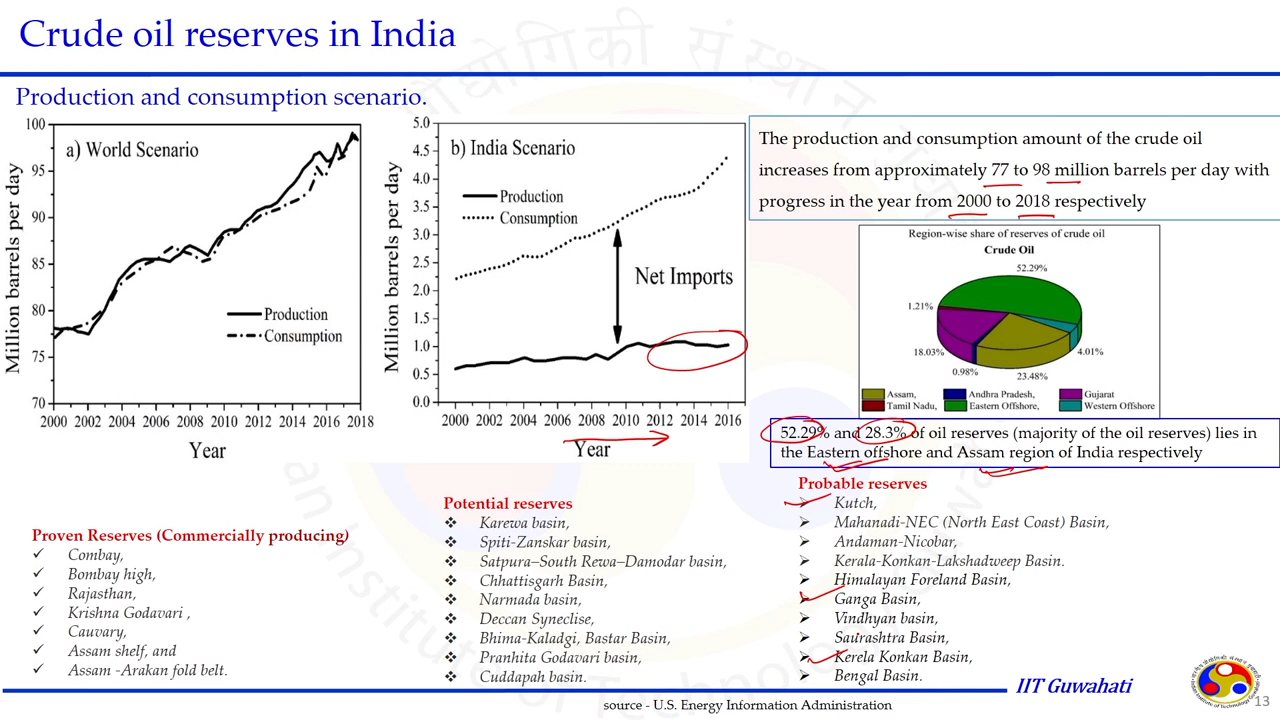 Crude oil reserves in India
Production and consumption scenario.
a) World Scenario
Million barrels per day
100
95
90
85
80
75
70
Production
Consumption
2000 2002 2004 2006 2008 2010 2012 2014 2016 2018
Year
b) India Scenario
Million barrels per day
5.0
4.5
4.0
3.5
3.0
2.5
2.0
1.5
1.0
0.5
0.0
Production
Consumption
Net Imports
2000 2002 2004 2006 2008 2010 2012 2014 2016
Year
The production and consumption amount of the crude oil
increases from approximately 77 to 98 million barrels per day with
progress in the year from 2000 to 2018 respectively
Region-wise share of reserves of crude oil
Crude Oil
52.29%
1.21%
18.03%
0.98%
23.48%
4.01%
Assam, Andhra Pradesh, Gujarat
Tamil Nadu, Eastern Offshore, Western Offshore
52.29% and 28.3% of oil reserves (majority of the oil reserves) lies in
the Eastern offshore and Assam region of India respectively
Proven Reserves (Commercially producing)
✓ Combay,
✓ Bombay high,
✓ Rajasthan,
✓ Krishna Godavari ,
✓ Cauvary,
✓ Assam shelf, and
✓ Assam -Arakan fold belt.
Potential reserves
❖ Karewa basin,
❖ Spiti-Zanskar basin,
❖ Satpura–South Rewa–Damodar basin,
❖ Chhattisgarh Basin,
❖ Narmada basin,
❖ Deccan Syneclise,
❖ Bhima-Kaladgi, Bastar Basin,
❖ Pranhita Godavari basin,
❖ Cuddapah basin.
Probable reserves
➢ Kutch,
➢ Mahanadi-NEC (North East Coast) Basin,
➢ Andaman-Nicobar,
➢ Kerala-Konkan-Lakshadweep Basin.
➢ Himalayan Foreland Basin,
➢ Ganga Basin,
➢ Vindhyan basin,
➢ Saurashtra Basin,
➢ Kerela Konkan Basin,
➢ Bengal Basin.
IIT Guwahati
source - U.S. Energy Information Administration
13